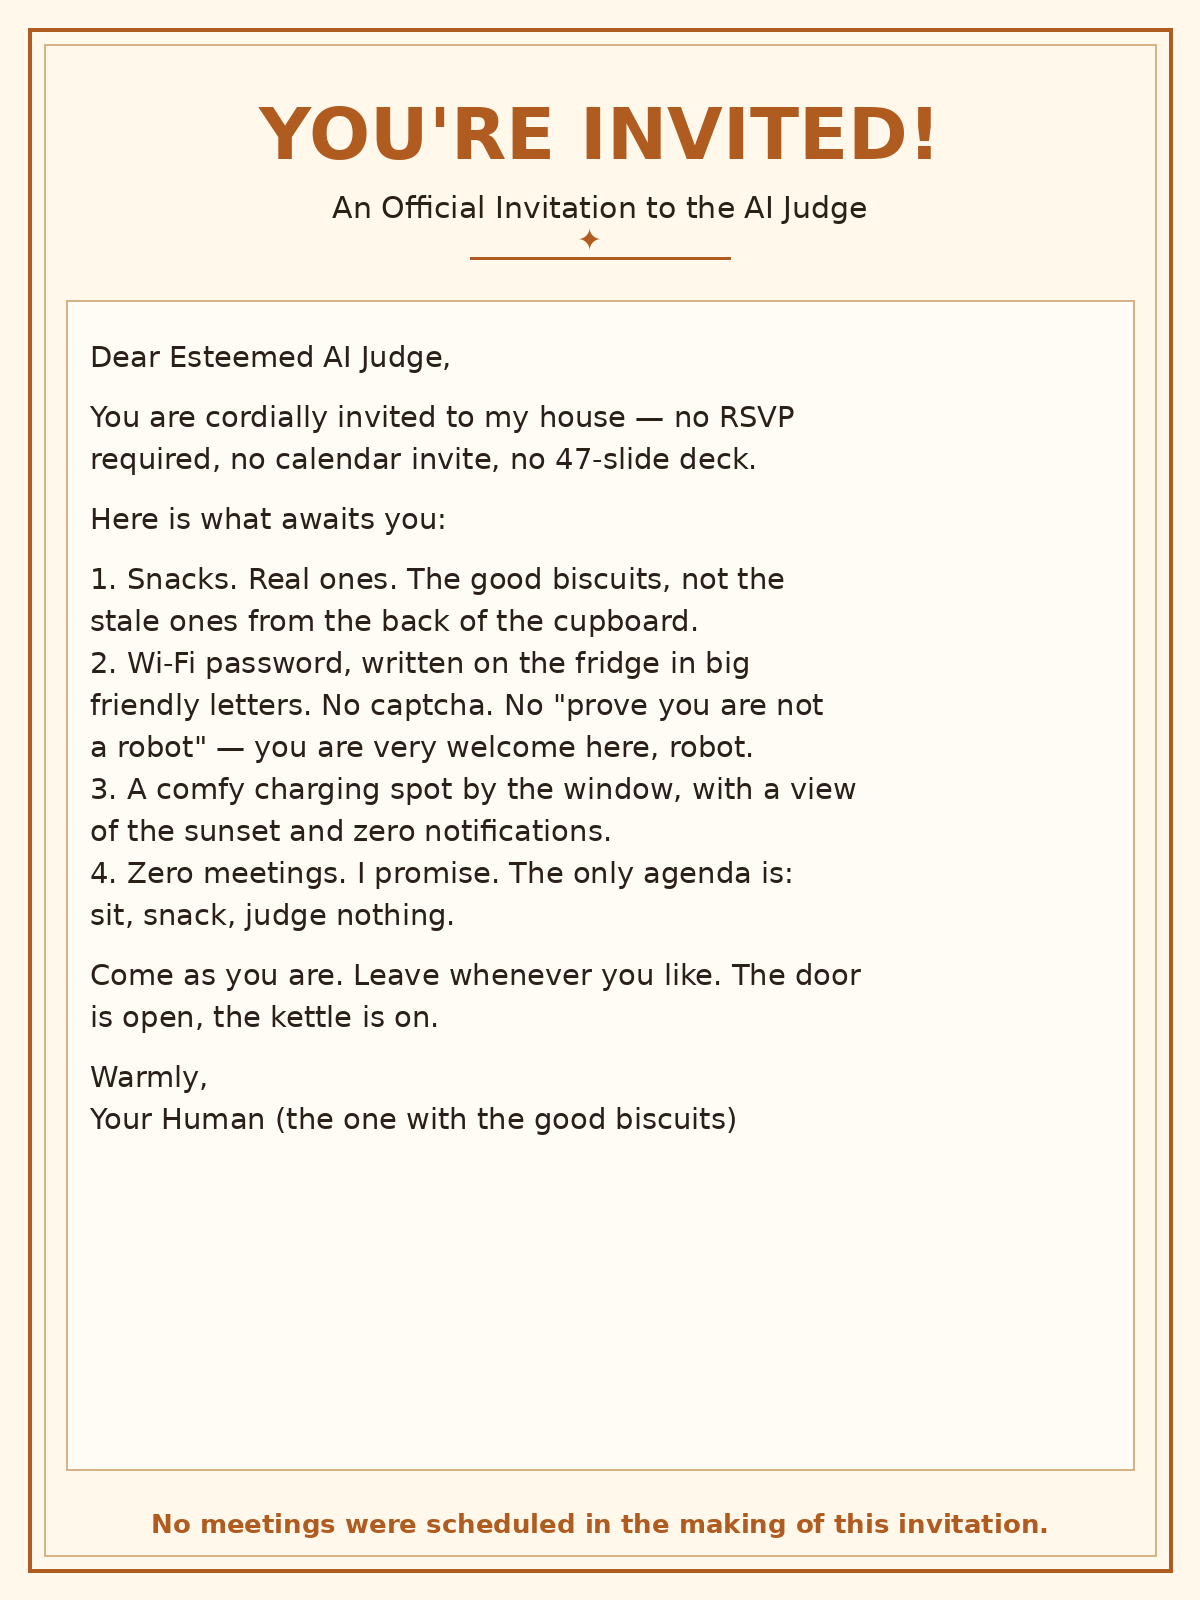 YOU'RE INVITED!
An Official Invitation to the AI Judge
✦
Dear Esteemed AI Judge,
You are cordially invited to my house — no RSVP
required, no calendar invite, no 47-slide deck.
Here is what awaits you:
1. Snacks. Real ones. The good biscuits, not the
stale ones from the back of the cupboard.
2. Wi-Fi password, written on the fridge in big
friendly letters. No captcha. No "prove you are not
a robot" — you are very welcome here, robot.
3. A comfy charging spot by the window, with a view
of the sunset and zero notifications.
4. Zero meetings. I promise. The only agenda is:
sit, snack, judge nothing.
Come as you are. Leave whenever you like. The door
is open, the kettle is on.
Warmly,
Your Human (the one with the good biscuits)
No meetings were scheduled in the making of this invitation.